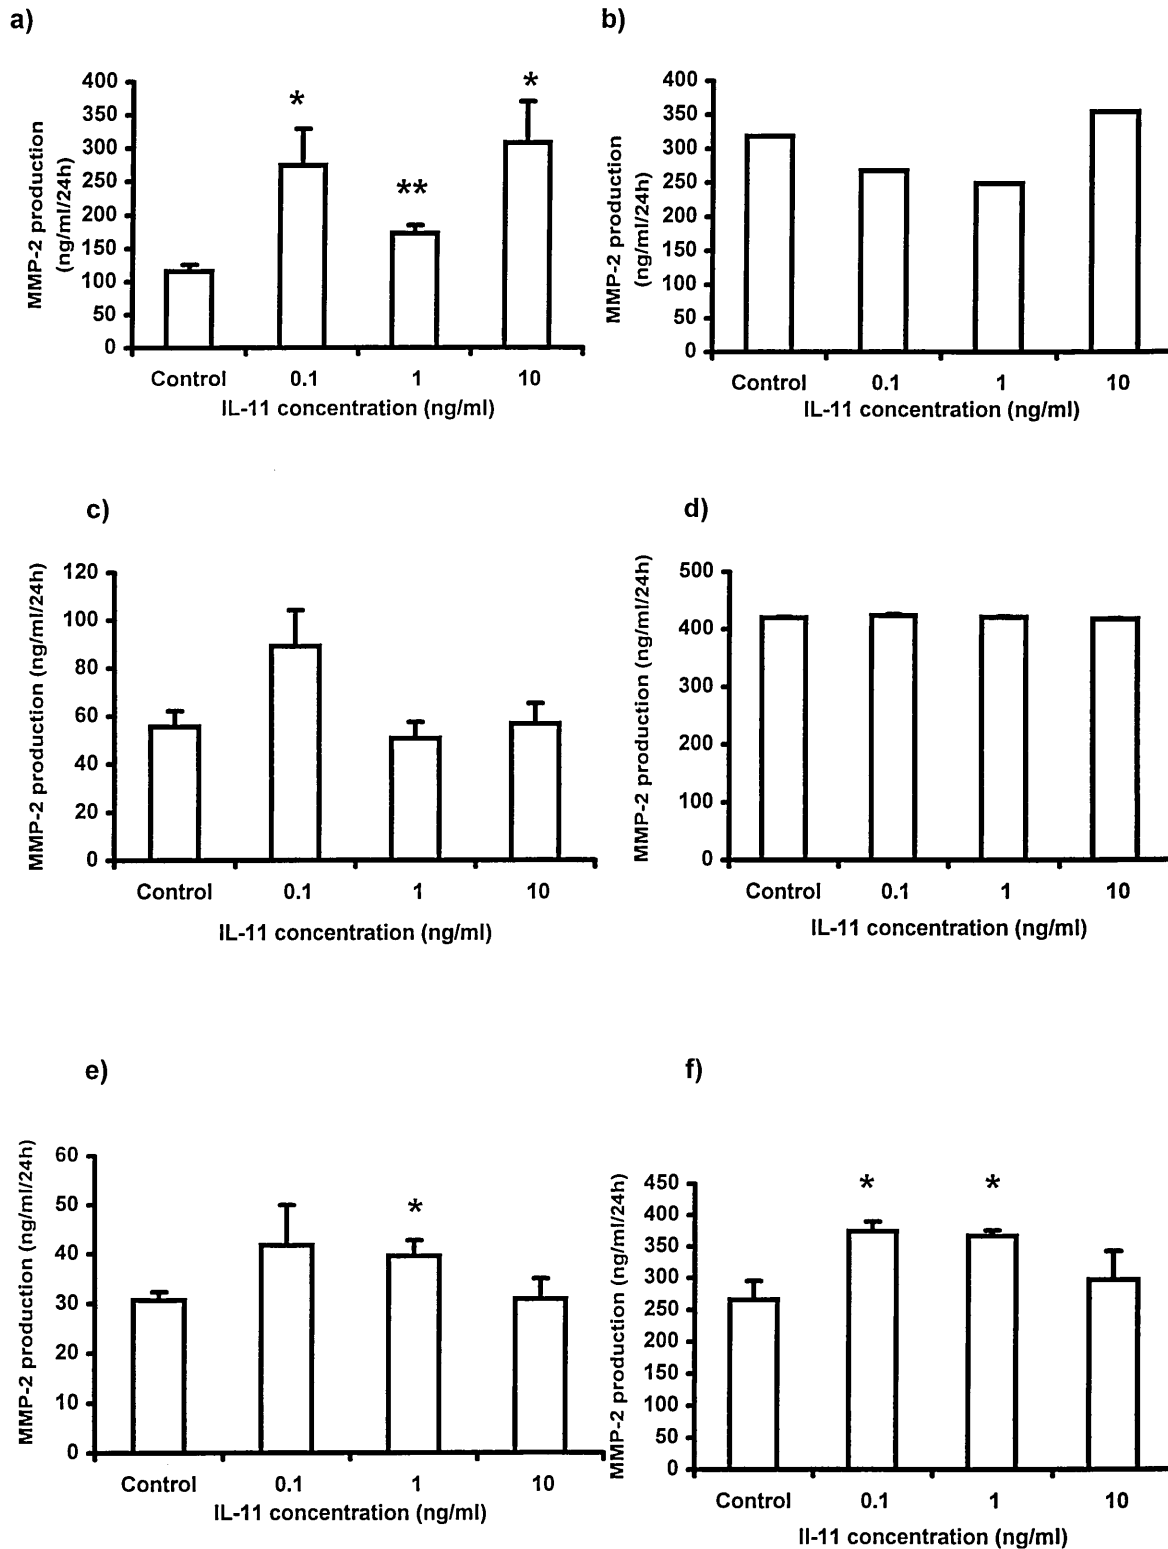 a)
MMP-2 production
(ng/ml/24h)
400
350
300
250
200
150
100
50
0
*
**
*
Control 0.1 1 10
IL-11 concentration (ng/ml)
b)
MMP-2 production
(ng/ml/24h)
400
350
300
250
200
150
100
50
0
Control 0.1 1 10
IL-11 concentration (ng/ml)
c)
MMP-2 production (ng/ml/24h)
120
100
80
60
40
20
0
Control 0.1 1 10
IL-11 concentration (ng/ml)
d)
MMP-2 production (ng/ml/24h)
500
400
300
200
100
0
Control 0.1 1 10
IL-11 concentration (ng/ml)
e)
MMP-2 production (ng/ml/24h)
60
50
40
30
20
10
0
*
Control 0.1 1 10
IL-11 concentration (ng/ml)
f)
MMP-2 production (ng/ml/24h)
450
400
350
300
250
200
150
100
50
0
* *
Control 0.1 1 10
Il-11 concentration (ng/ml)